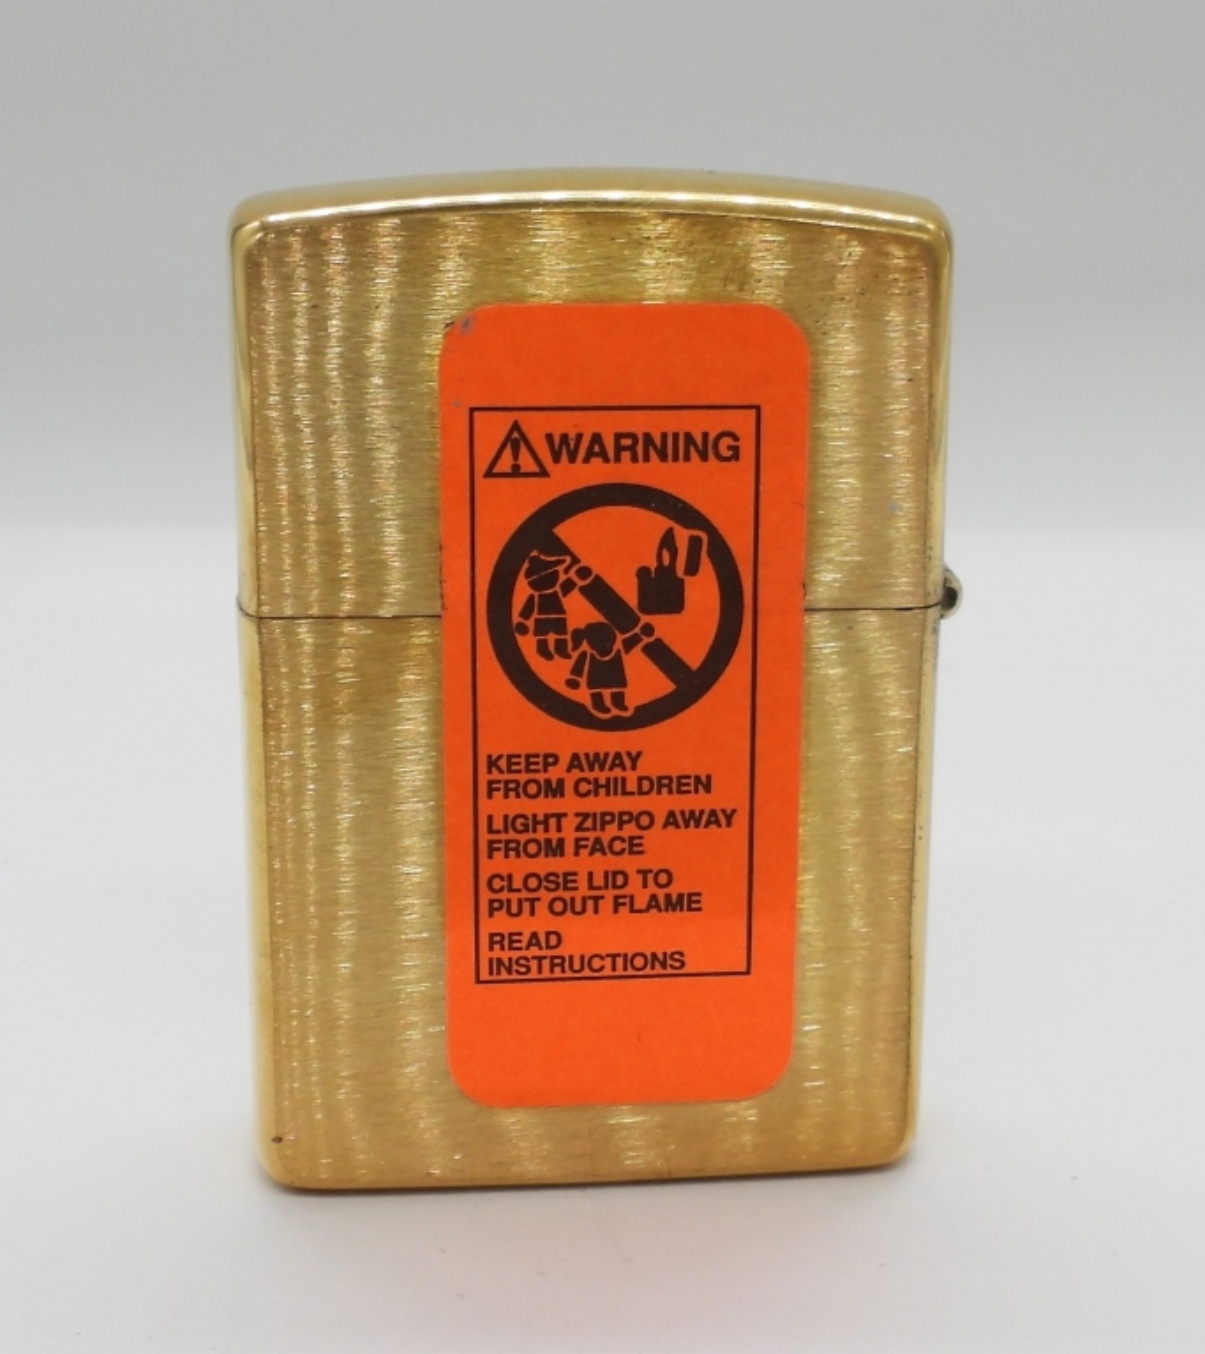 WARNING
KEEP AWAY
FROM CHILDREN
LIGHT ZIPPO AWAY
FROM FACE
CLOSE LID TO
PUT OUT FLAME
READ
INSTRUCTIONS